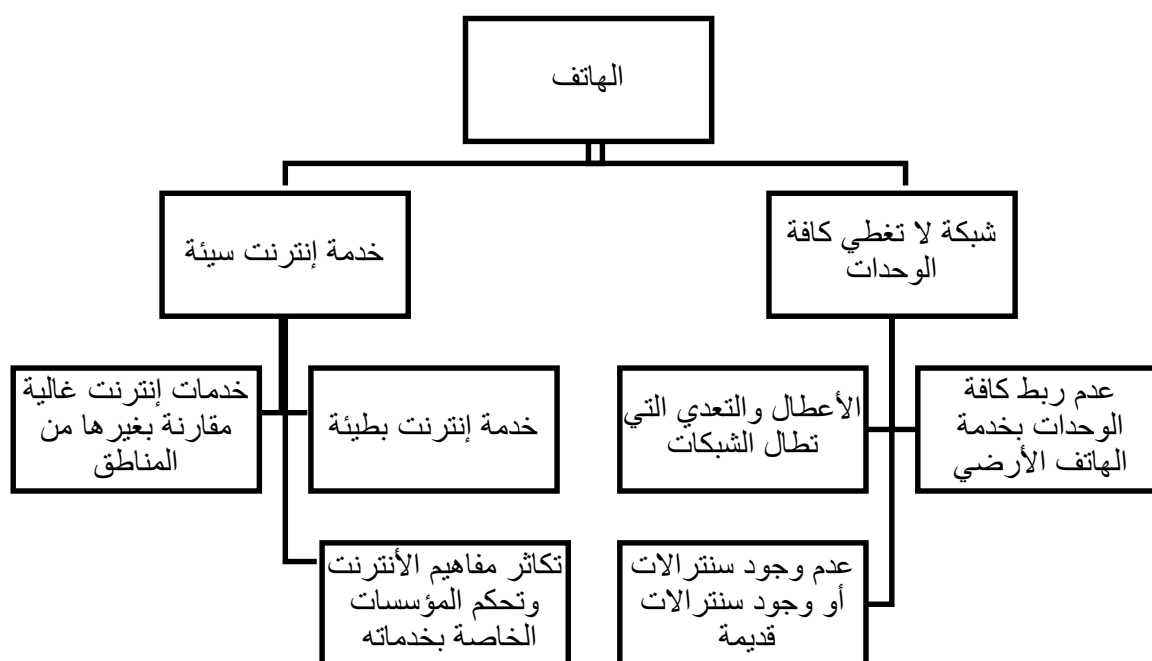 الهاتف
شبكة لا تغطي كافة
الوحدات
خدمة إنترنت سيئة
عدم ربط كافة
الوحدات بخدمة
الهاتف الأرضي
الأعطال والتعدي التي
تطال الشبكات
عدم وجود سنترالات
أو وجود سنترالات
قديمة
خدمة إنترنت بطيئة
خدمات إنترنت غالية
مقارنة بغيرها من
المناطق
تكاثر مفاهيم الأنترنت
وتحكم المؤسسات
الخاصة بخدماته